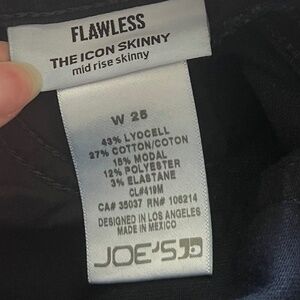 FLAWLESS
THE ICON SKINNY
mid rise skinny
W 25
43% LYOCELL
27% COTTON/COTON
15% MODAL
12% POLYESTER
3% ELASTANE
CL#419M
CA# 35037 RN# 106214
DESIGNED IN LOS ANGELES
MADE IN MEXICO
JOE'S